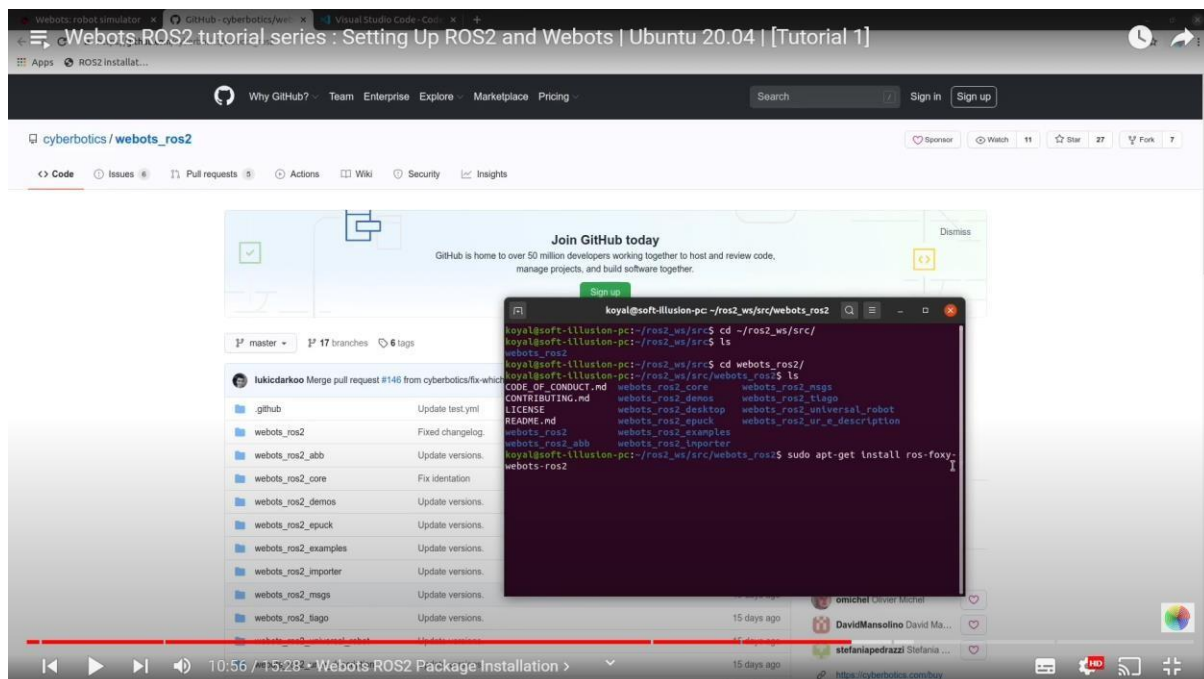 Webots: robot simulator
GitHub - cyberbotics/web
Visual Studio Code - Code
Webots ROS2 tutorial series : Setting Up ROS2 and Webots | Ubuntu 20.04 | [Tutorial 1]
Apps ROS2 installat...
Why GitHub? Team Enterprise Explore Marketplace Pricing Search / Sign in Sign up
cyberbotics / webots_ros2
Sponsor Watch 11 Star 27 Fork 7
<> Code Issues 6 Pull requests 5 Actions Wiki Security Insights
Dismiss
Join GitHub today
GitHub is home to over 50 million developers working together to host and review code,
manage projects, and build software together.
Sign up
master 17 branches 6 tags
lukicdarkoo Merge pull request #146 from cyberbotics/fix-which
.github Update test.yml
webots_ros2 Fixed changelog.
webots_ros2_abb Update versions.
webots_ros2_core Fix identation
webots_ros2_demos Update versions.
webots_ros2_epuck Update versions.
webots_ros2_examples Update versions.
webots_ros2_importer Update versions.
webots_ros2_msgs Update versions.
webots_ros2_tiago Update versions. 15 days ago
15 days ago
koyal@soft-illusion-pc: ~/ros2_ws/src/webots_ros2
koyal@soft-illusion-pc:~/ros2_ws/src$ cd ~/ros2_ws/src/
koyal@soft-illusion-pc:~/ros2_ws/src$ ls
webots_ros2
koyal@soft-illusion-pc:~/ros2_ws/src$ cd webots_ros2/
koyal@soft-illusion-pc:~/ros2_ws/src/webots_ros2$ ls
CODE_OF_CONDUCT.md webots_ros2_core webots_ros2_msgs
CONTRIBUTING.md webots_ros2_demos webots_ros2_tiago
LICENSE webots_ros2_desktop webots_ros2_universal_robot
README.md webots_ros2_epuck webots_ros2_ur_e_description
webots_ros2 webots_ros2_examples
webots_ros2_abb webots_ros2_importer
koyal@soft-illusion-pc:~/ros2_ws/src/webots_ros2$ sudo apt-get install ros-foxy-
webots-ros2
omichel Olivier Michel
DavidMansolino David Ma...
stefaniapedrazzi Stefania ...
https://cyberbotics.com/buy
10:56 / 15:28 • Webots ROS2 Package Installation >
HD